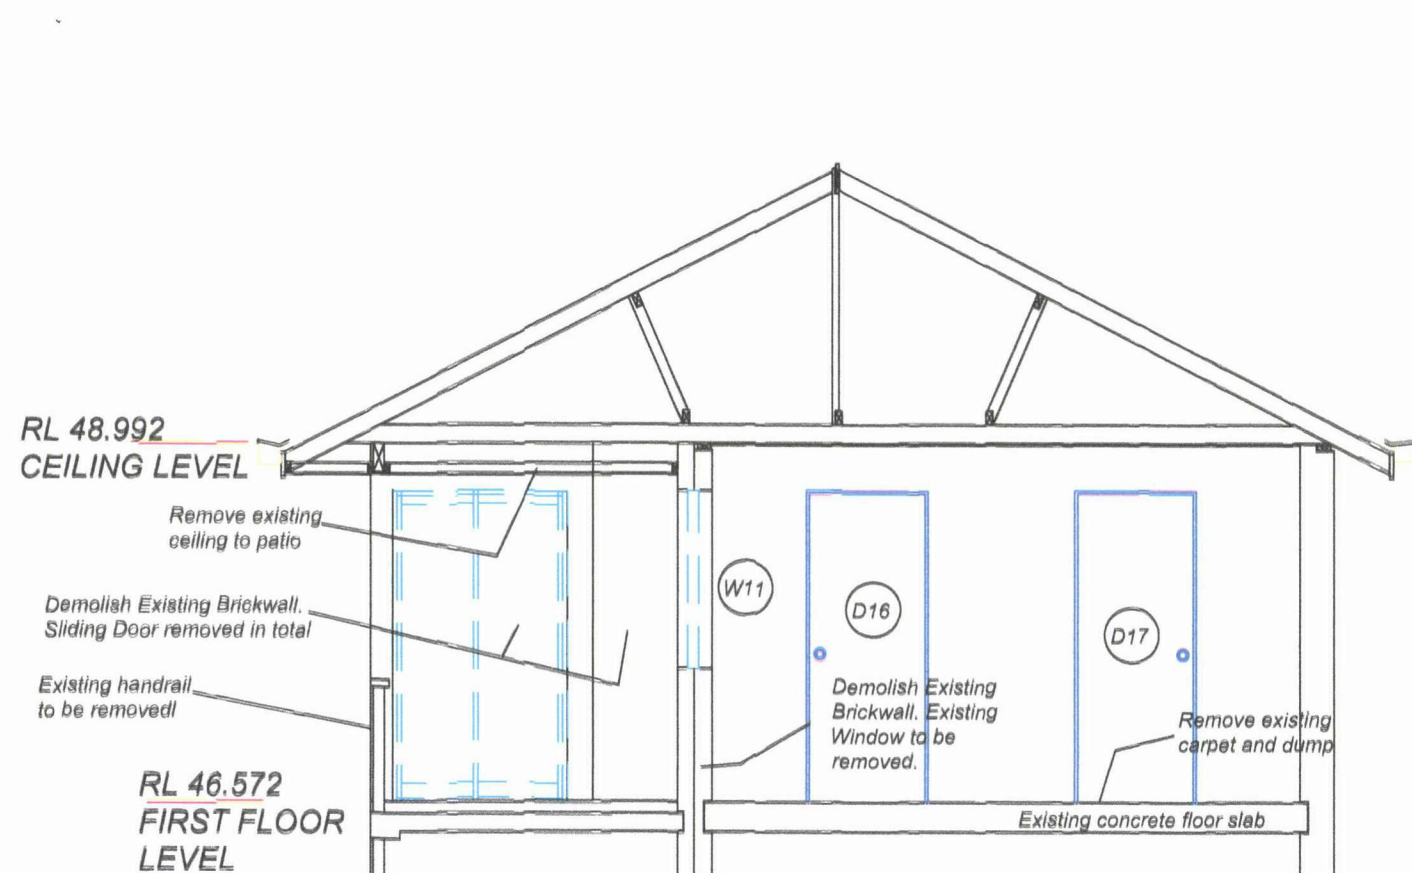 RL 48.992
CEILING LEVEL
Remove existing
ceiling to patio
Demolish Existing Brickwall.
Sliding Door removed in total
Existing handrail
to be removedl
RL 46.572
FIRST FLOOR
LEVEL
W11
D16
D17
Demolish Existing
Brickwall. Existing
Window to be
removed.
Remove existing
carpet and dump
Existing concrete floor slab